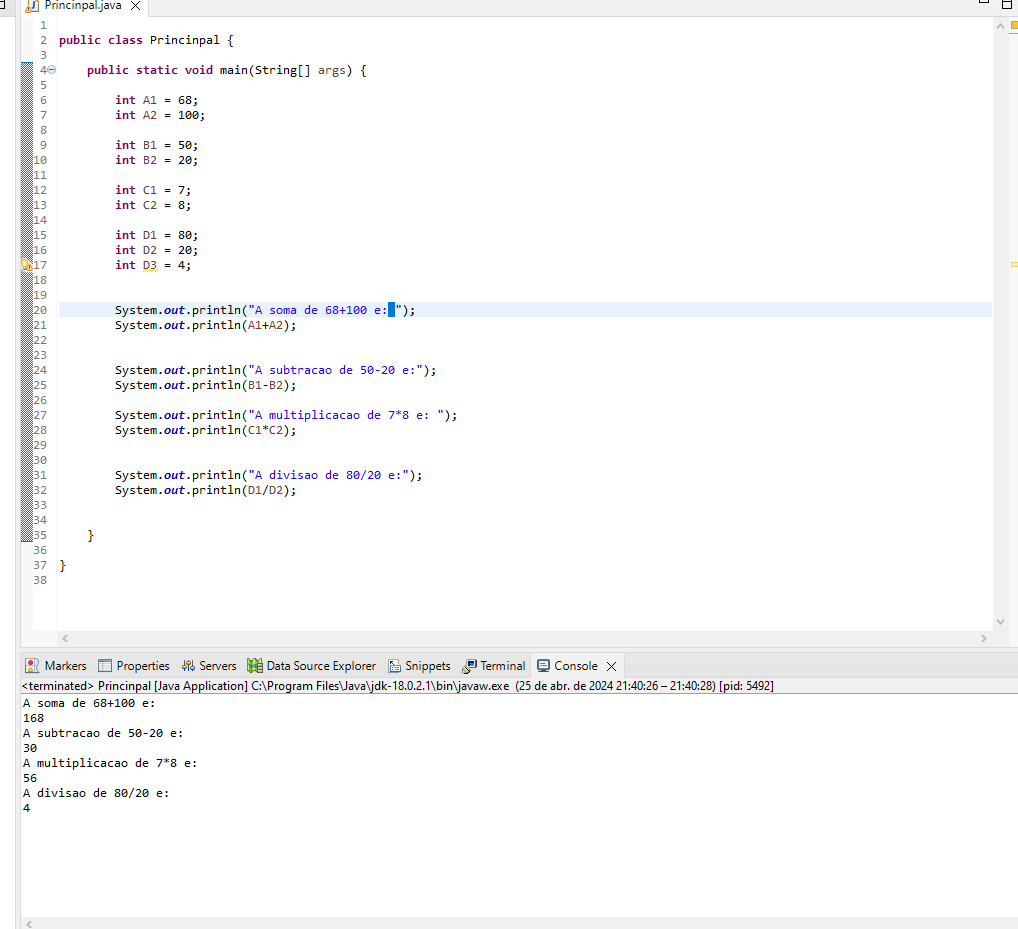 Princinpal.java
1
2 public class Princinpal {
3
4 public static void main(String[] args) {
5
6 int A1 = 68;
7 int A2 = 100;
8
9 int B1 = 50;
10 int B2 = 20;
11
12 int C1 = 7;
13 int C2 = 8;
14
15 int D1 = 80;
16 int D2 = 20;
17 int D3 = 4;
18
19
20 System.out.println("A soma de 68+100 e: ");
21 System.out.println(A1+A2);
22
23
24 System.out.println("A subtracao de 50-20 e:");
25 System.out.println(B1-B2);
26
27 System.out.println("A multiplicacao de 7*8 e: ");
28 System.out.println(C1*C2);
29
30
31 System.out.println("A divisao de 80/20 e:");
32 System.out.println(D1/D2);
33
34
35 }
36
37 }
38
Markers Properties Servers Data Source Explorer Snippets Terminal Console
<terminated> Princinpal [Java Application] C:\Program Files\Java\jdk-18.0.2.1\bin\javaw.exe (25 de abr. de 2024 21:40:26 – 21:40:28) [pid: 5492]
A soma de 68+100 e:
168
A subtracao de 50-20 e:
30
A multiplicacao de 7*8 e:
56
A divisao de 80/20 e:
4